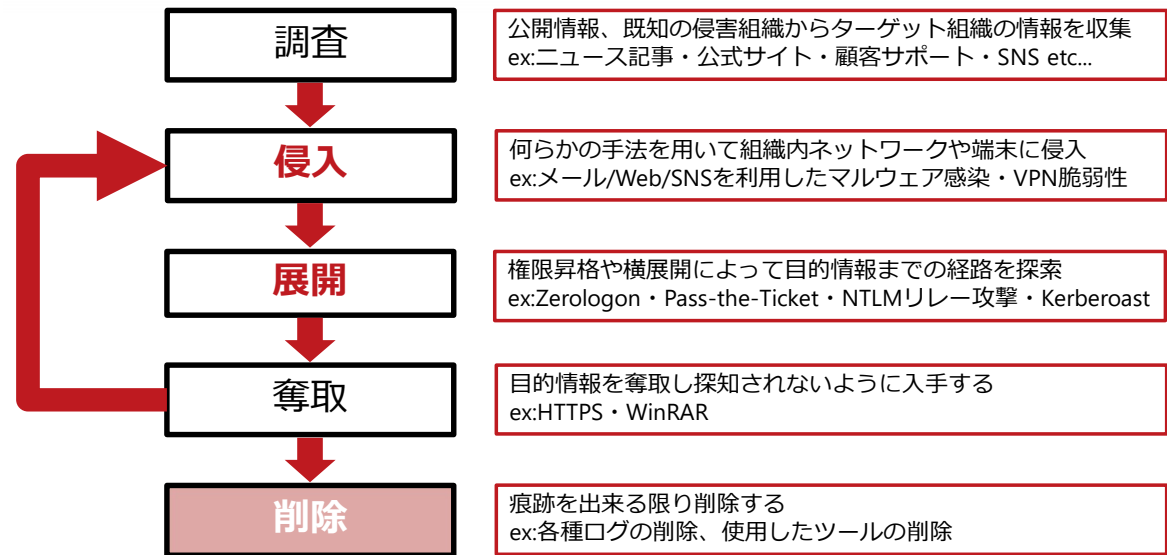 調査
公開情報、既知の侵害組織からターゲット組織の情報を収集
ex:ニュース記事・公式サイト・顧客サポート・SNS etc...
侵入
何らかの手法を用いて組織内ネットワークや端末に侵入
ex:メール/Web/SNSを利用したマルウェア感染・VPN脆弱性
展開
権限昇格や横展開によって目的情報までの経路を探索
ex:Zerologon・Pass-the-Ticket・NTLMリレー攻撃・Kerberoast
奪取
目的情報を奪取し探知されないように入手する
ex:HTTPS・WinRAR
削除
痕跡を出来る限り削除する
ex:各種ログの削除、使用したツールの削除